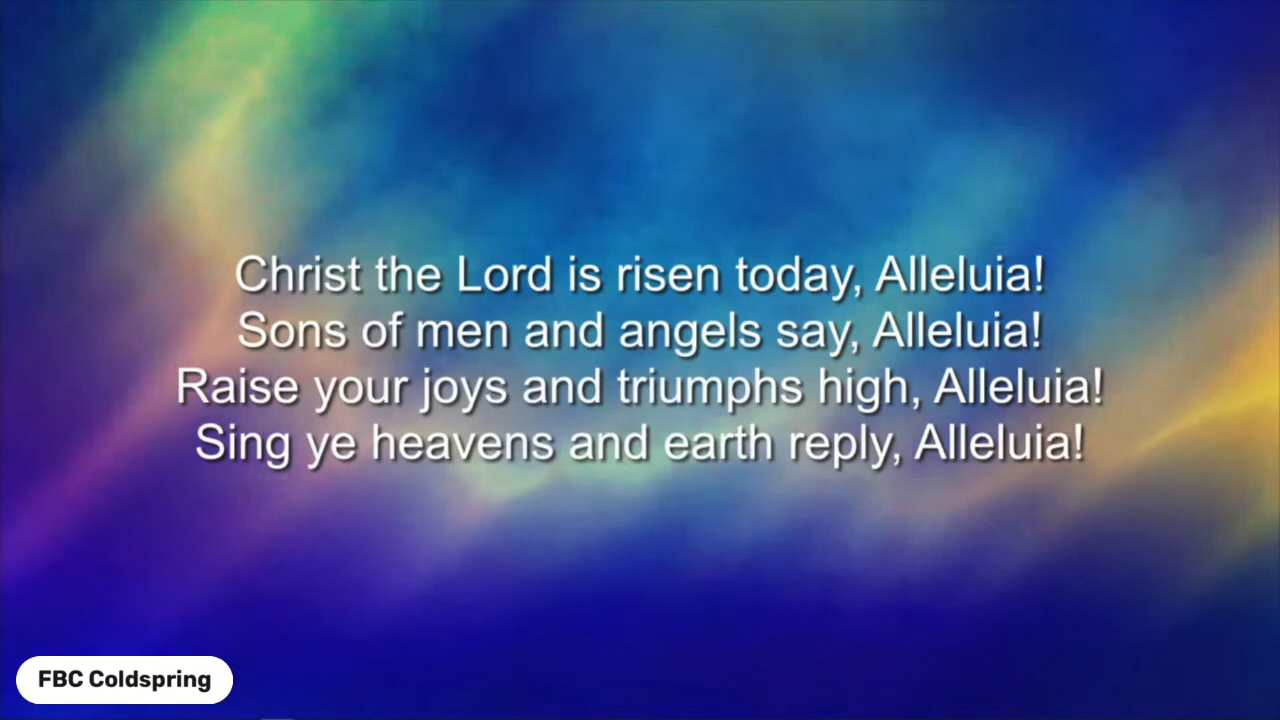 Christ the Lord is risen today, Alleluia!
Sons of men and angels say, Alleluia!
Raise your joys and triumphs high, Alleluia!
Sing ye heavens and earth reply, Alleluia!
FBC Coldspring